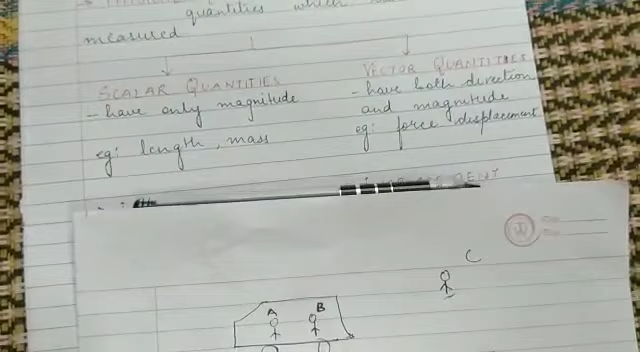 quantities which
measured
SCALAR QUANTITIES
- have only magnitude
eg: length, mass
VECTOR QUANTITIES
- have both direction
and magnitude
eg: force displacement
C
A B